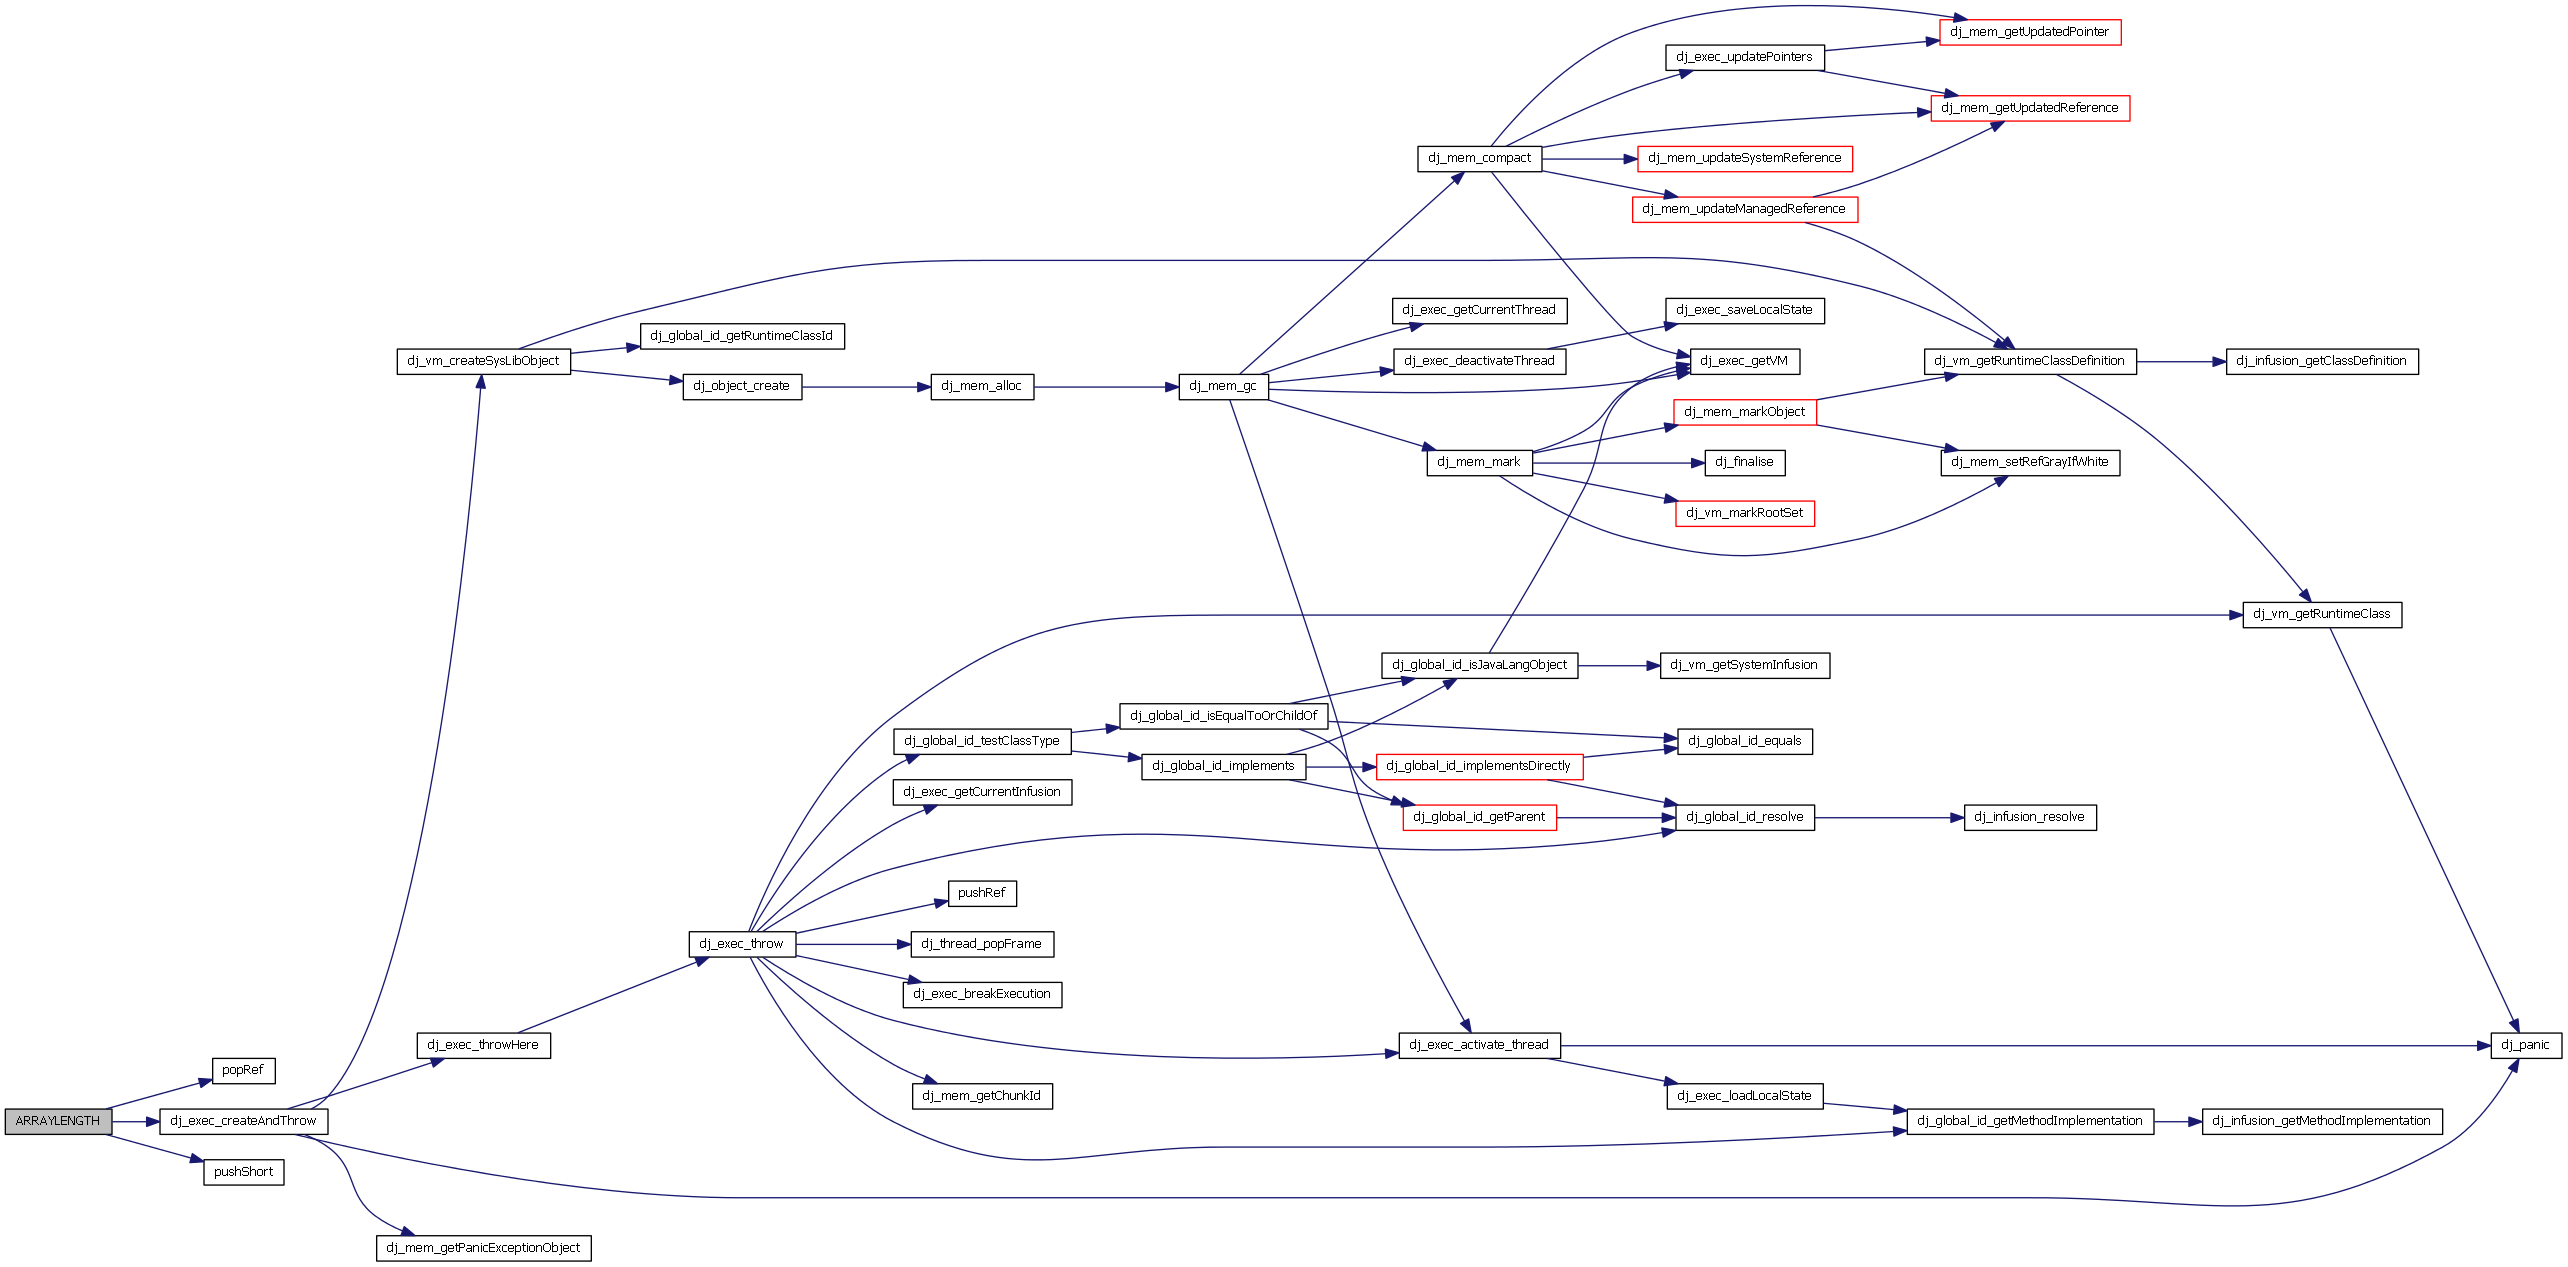 dj_mem_getUpdatedPointer
dj_exec_updatePointers
dj_mem_getUpdatedReference
dj_mem_compact
dj_mem_updateSystemReference
dj_mem_updateManagedReference
dj_exec_getCurrentThread
dj_exec_saveLocalState
dj_global_id_getRuntimeClassId
dj_vm_createSysLibObject
dj_exec_deactivateThread
dj_exec_getVM
dj_vm_getRuntimeClassDefinition
dj_infusion_getClassDefinition
dj_object_create
dj_mem_alloc
dj_mem_gc
dj_mem_markObject
dj_mem_mark
dj_finalise
dj_mem_setRefGrayIfWhite
dj_vm_markRootSet
dj_vm_getRuntimeClass
dj_global_id_isJavaLangObject
dj_vm_getSystemInfusion
dj_global_id_isEqualToOrChildOf
dj_global_id_testClassType
dj_global_id_equals
dj_global_id_implements
dj_global_id_implementsDirectly
dj_exec_getCurrentInfusion
dj_global_id_getParent
dj_global_id_resolve
dj_infusion_resolve
pushRef
dj_exec_throw
dj_thread_popFrame
dj_exec_breakExecution
dj_exec_throwHere
dj_exec_activate_thread
dj_panic
popRef
dj_mem_getChunkId
dj_exec_loadLocalState
ARRAYLENGTH
dj_exec_createAndThrow
dj_global_id_getMethodImplementation
dj_infusion_getMethodImplementation
pushShort
dj_mem_getPanicExceptionObject